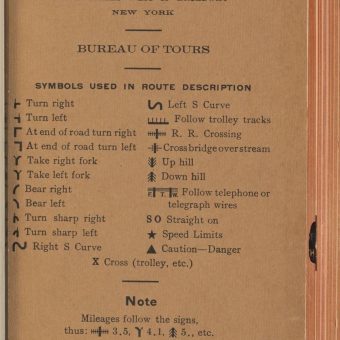 NEW YORK
BUREAU OF TOURS
SYMBOLS USED IN ROUTE DESCRIPTION
Turn right
Turn left
At end of road turn right
At end of road turn left
Take right fork
Take left fork
Bear right
Bear left
Turn sharp right
Turn sharp left
Right S Curve
Left S Curve
Follow trolley tracks
R. R. Crossing
Cross bridge over stream
Up hill
Down hill
F. T. W. Follow telephone or
telegraph wires
SO Straight on
Speed Limits
Caution—Danger
X Cross (trolley, etc.)
Note
Mileages follow the signs,
thus: 3,5, 4,1, 5., etc.